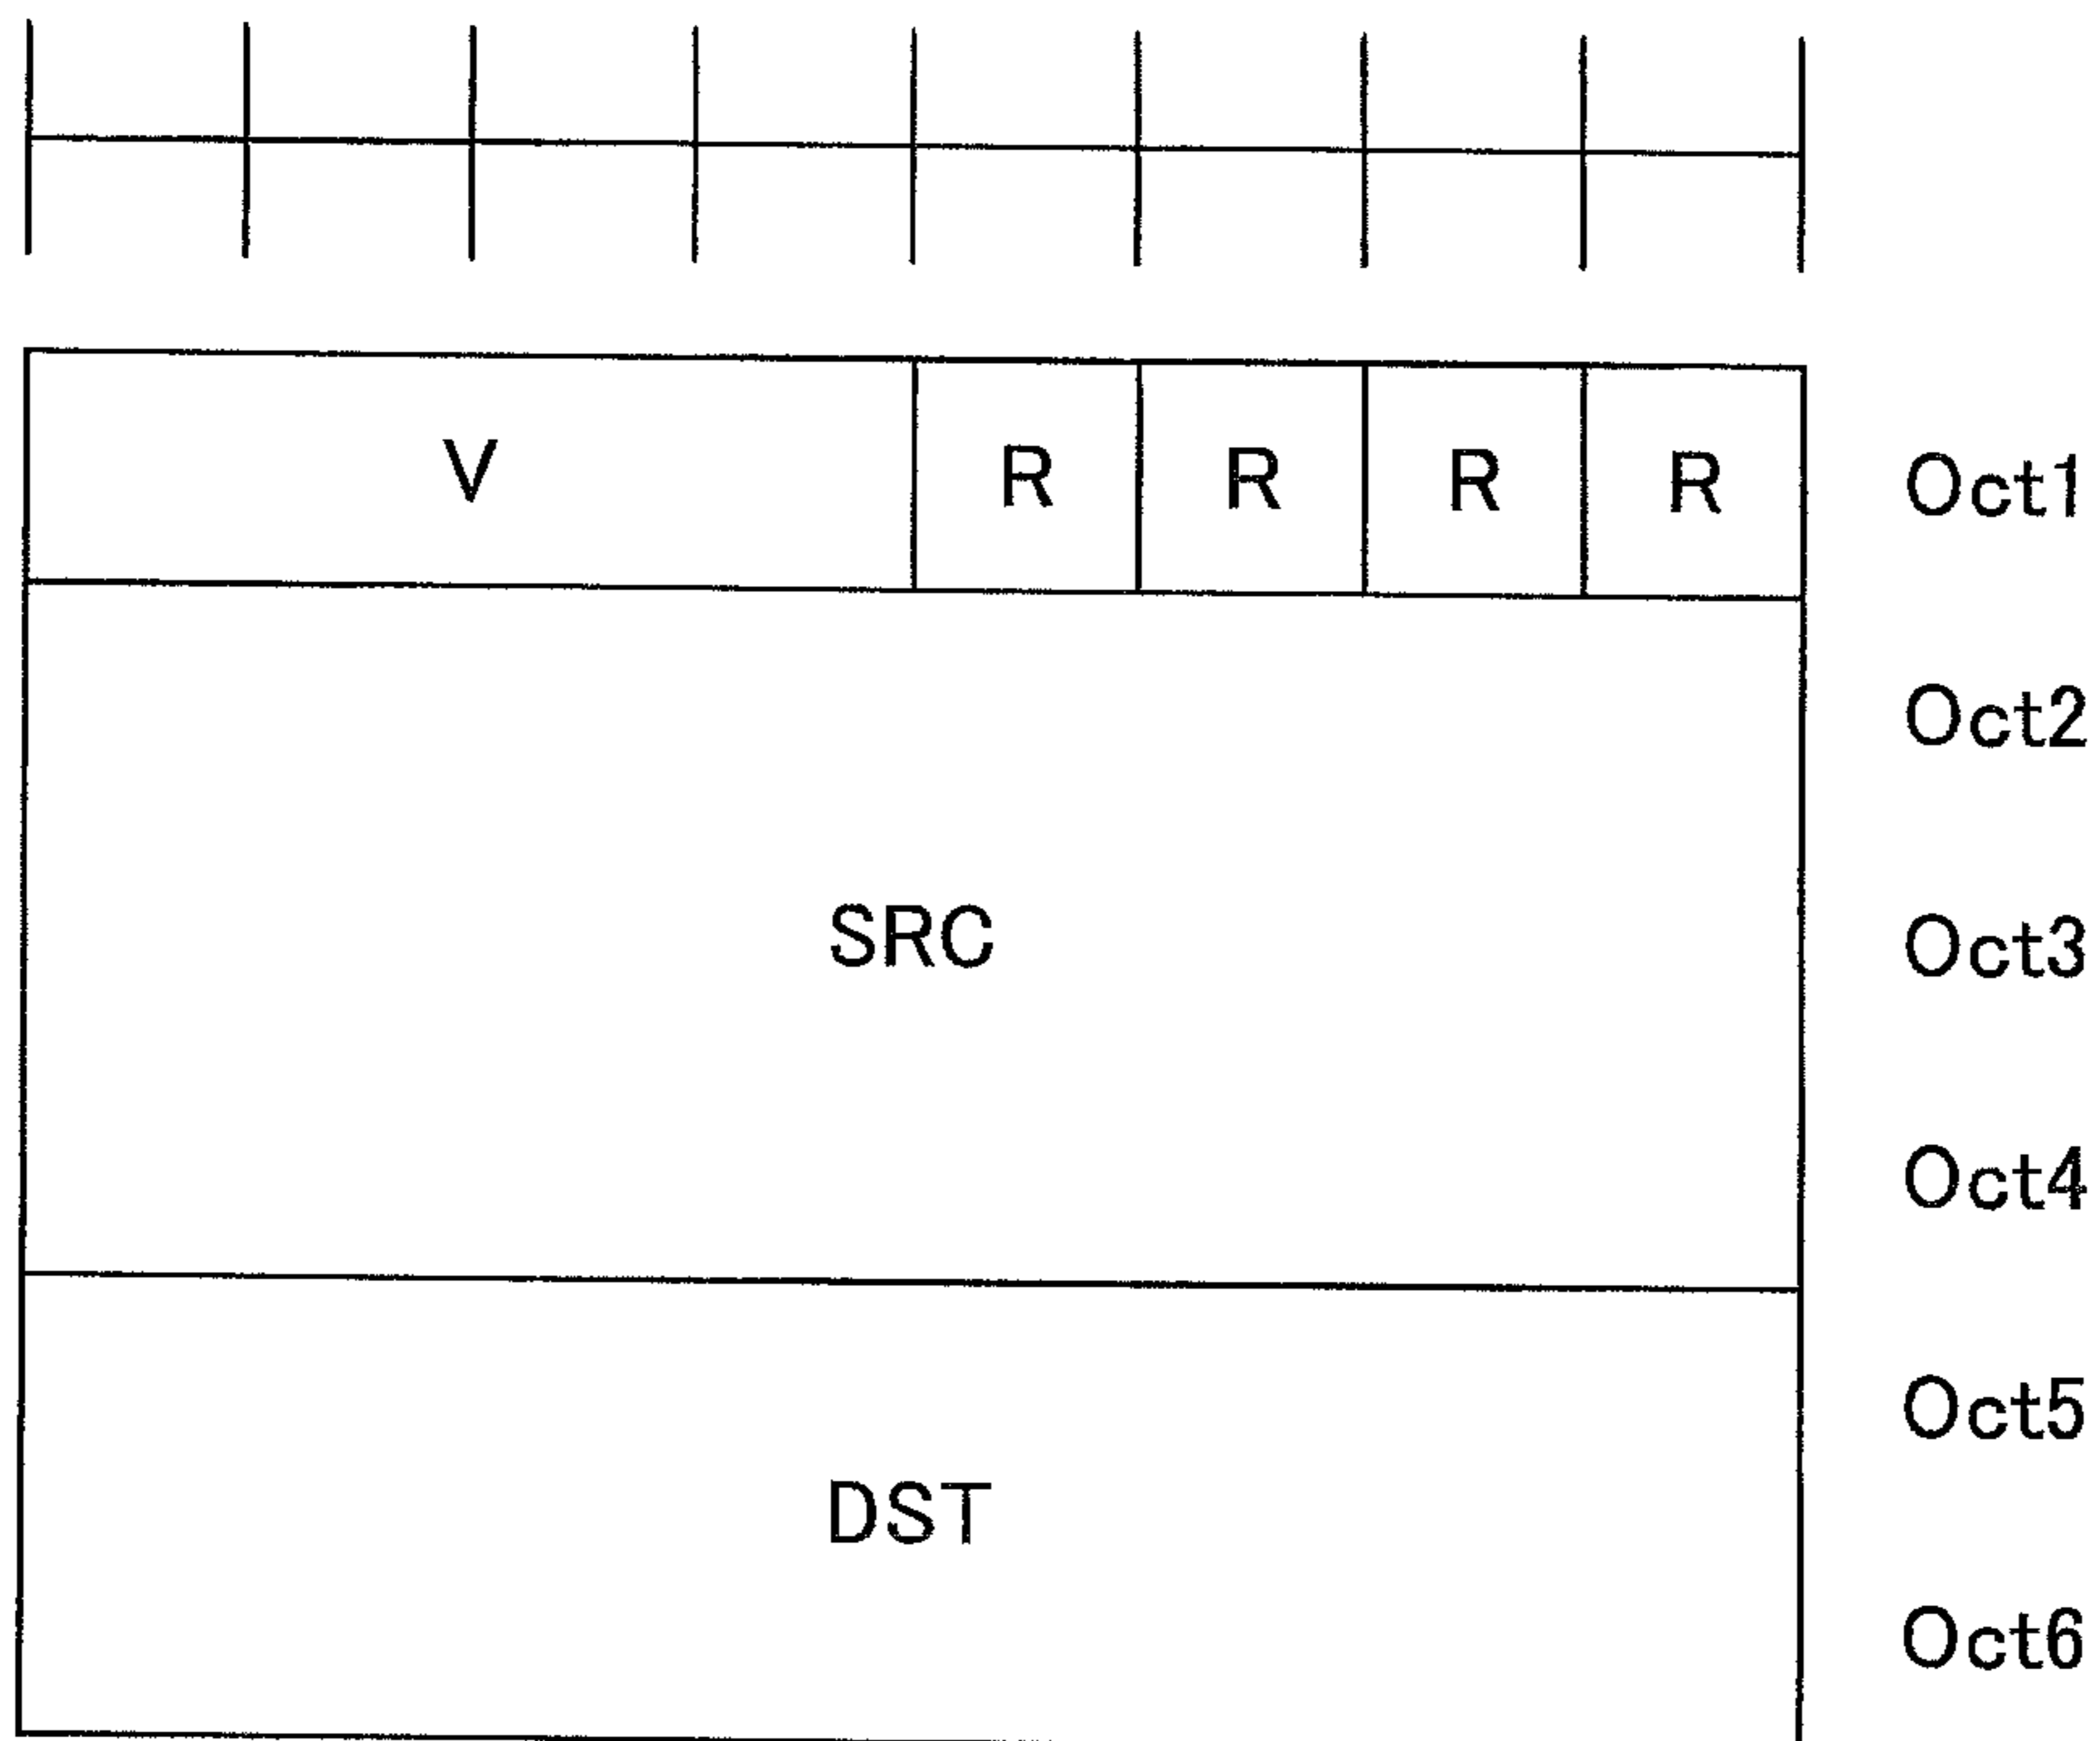 V R R R R Oct1
Oct2
SRC Oct3
Oct4
Oct5
DST
Oct6